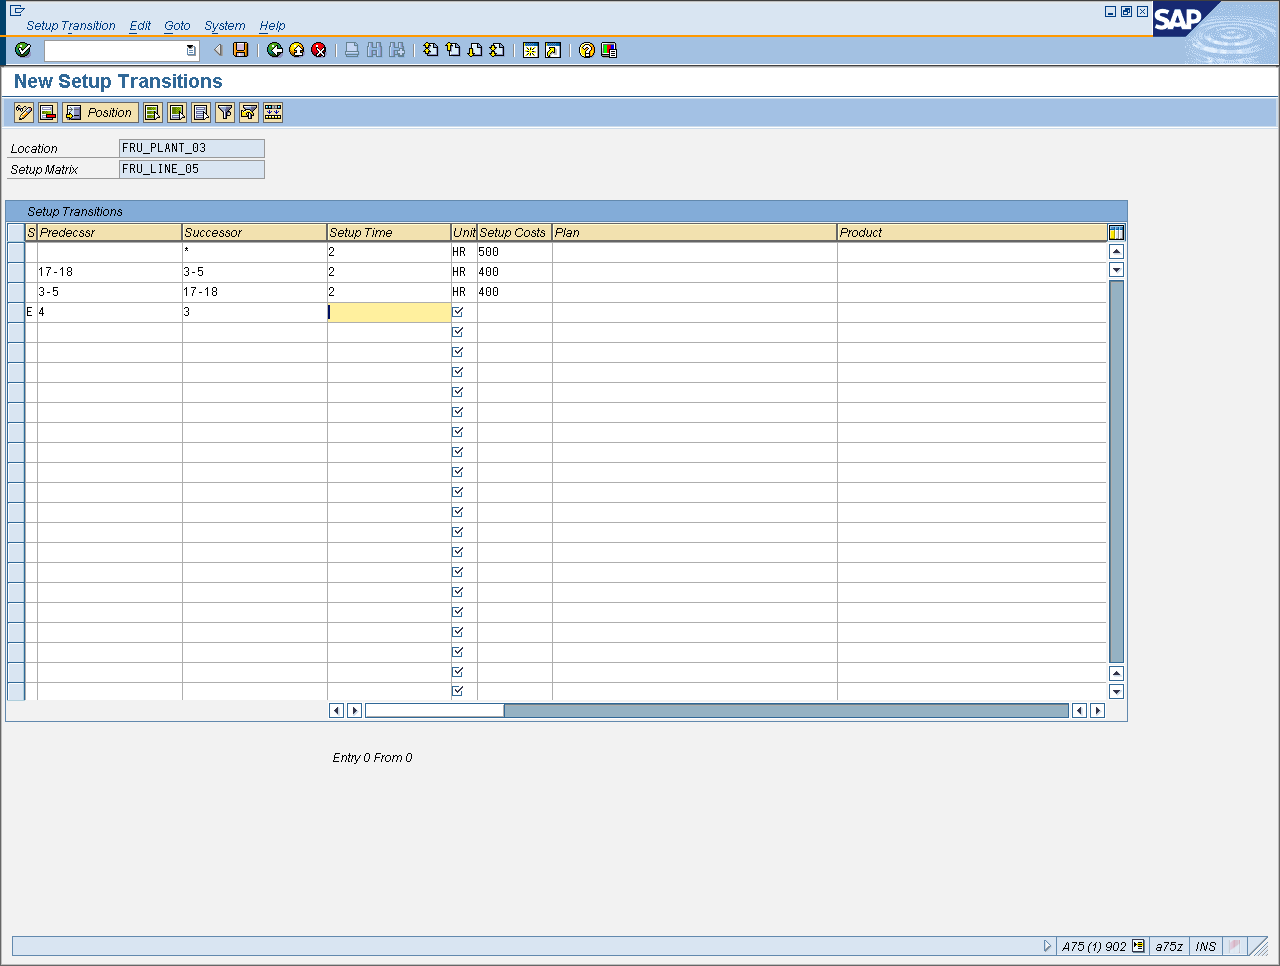 Setup Transition Edit Goto System Help
SAP
New Setup Transitions
Position
Location FRU_PLANT_03
Setup Matrix FRU_LINE_05
Setup Transitions
S Predecssr Successor Setup Time Unit Setup Costs Plan Product
* 2 HR 500
17-18 3-5 2 HR 400
3-5 17-18 2 HR 400
E 4 3
Entry 0 From 0
A75 (1) 902 a75z INS